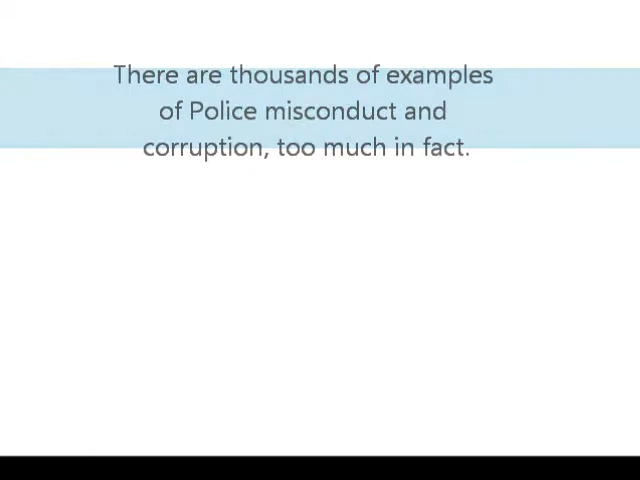 There are thousands of examples
of Police misconduct and
corruption, too much in fact.